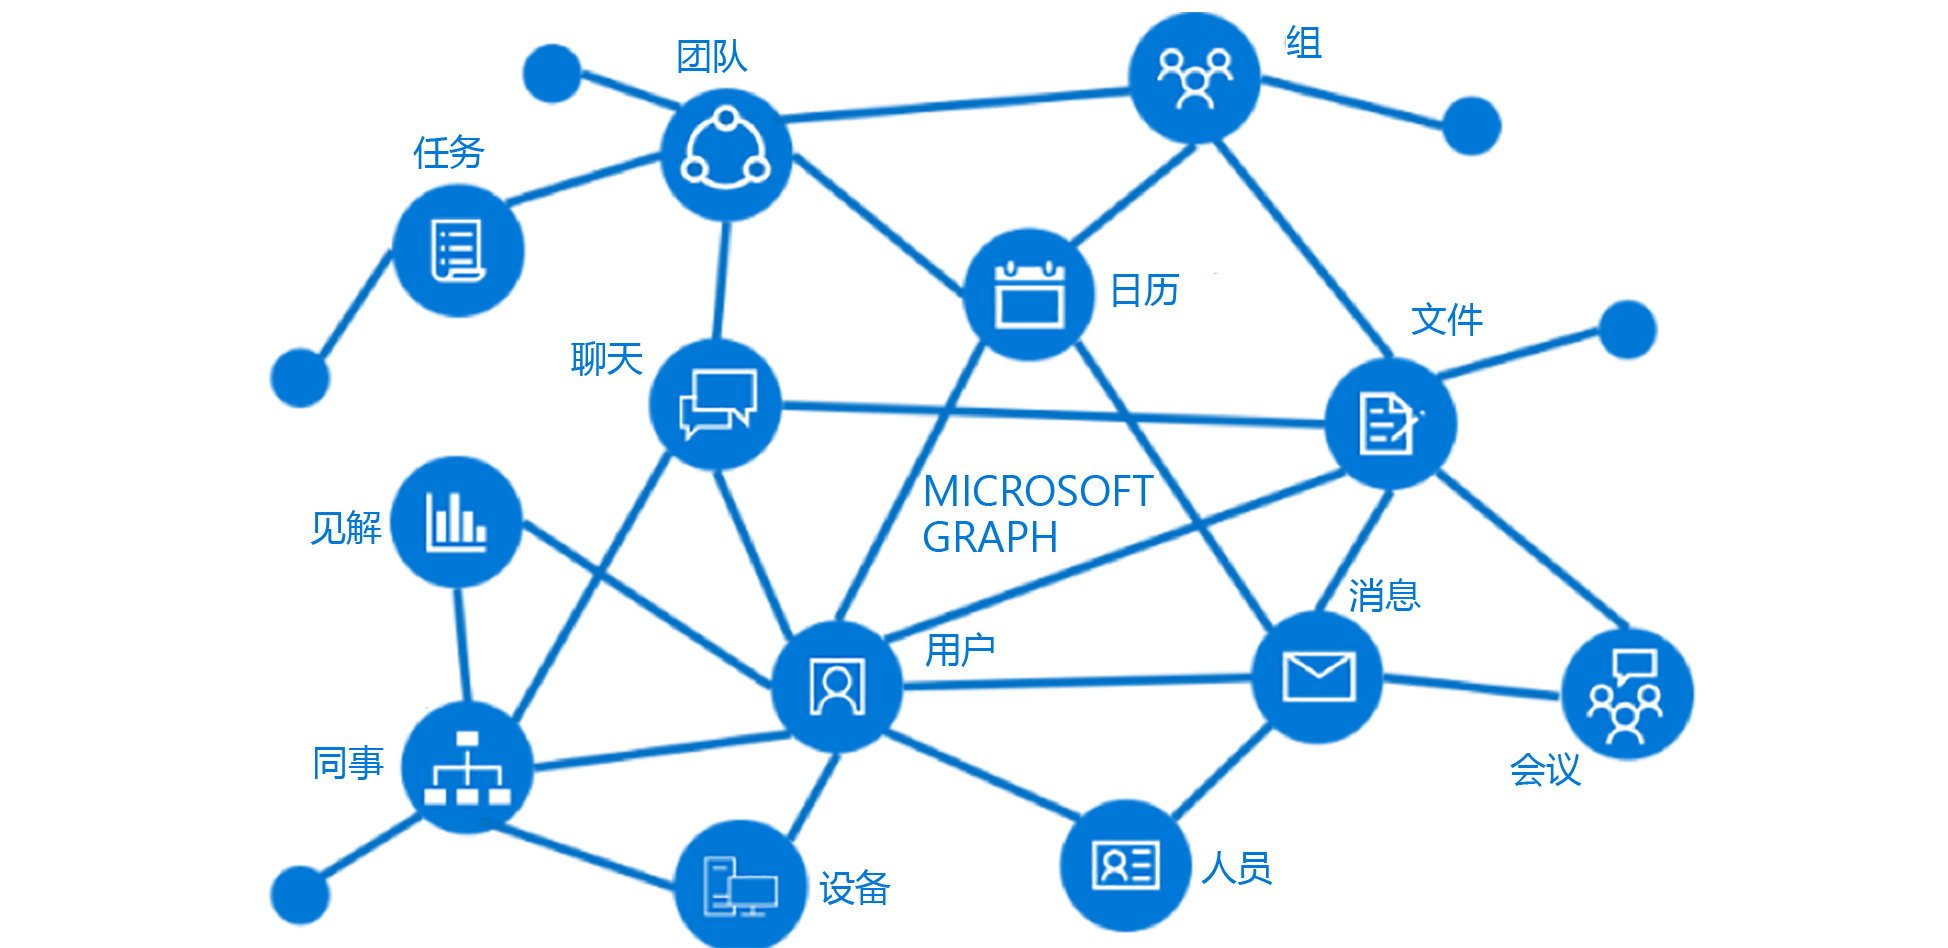 组
团队
任务
日历
文件
聊天
MICROSOFT
GRAPH
见解
消息
用户
同事
会议
人员
设备